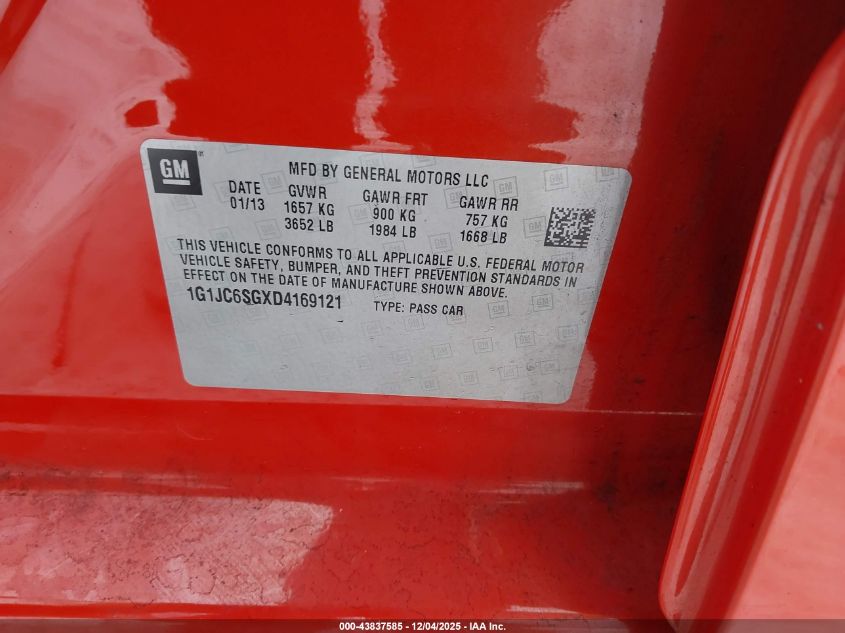 GM
MFD BY GENERAL MOTORS LLC
DATE GVWR GAWR FRT GAWR RR
01/13 1657 KG 900 KG 757 KG
3652 LB 1984 LB 1668 LB
THIS VEHICLE CONFORMS TO ALL APPLICABLE U.S. FEDERAL MOTOR
VEHICLE SAFETY, BUMPER, AND THEFT PREVENTION STANDARDS IN
EFFECT ON THE DATE OF MANUFACTURE SHOWN ABOVE.
1G1JC6SGXD4169121 TYPE: PASS CAR
000-43837585 - 12/04/2025 - IAA Inc.